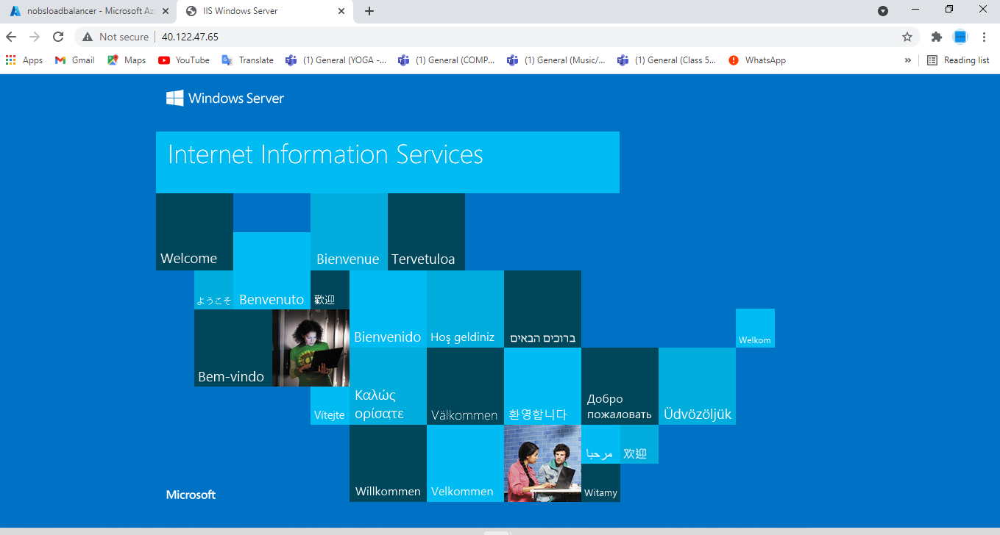 nobsloadbalancer - Microsoft Az
IIS Windows Server
Not secure
40.122.47.65
Apps
Gmail
Maps
YouTube
Translate
(1) General (YOGA -...
(1) General (COMP...
(1) General (Music/...
(1) General (Class 5...
WhatsApp
»
Reading list
Windows Server
Internet Information Services
Welcome
Bienvenue
Tervetuloa
ようこそ
Benvenuto
歡迎
Bienvenido
Hoş geldiniz
ברוכים הבאים
Welkom
Bem-vindo
Vítejte
Καλώς
ορίσατε
Välkommen
환영합니다
Добро
пожаловать
Üdvözöljük
مرحبا
欢迎
Willkommen
Velkommen
Witamy
Microsoft